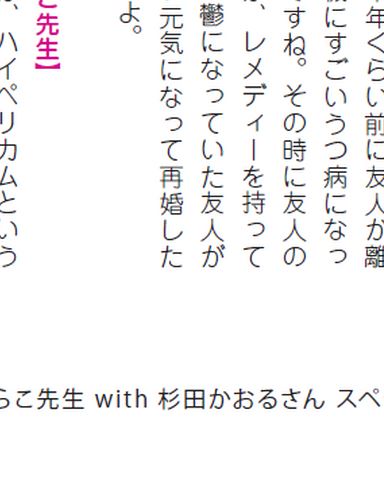 年くらい前に友人が離
にすごいうつ病になっ
すね。その時に友人の
、レメディーを持って
鬱になっていた友人が
元気になって再婚した
よ。
こ先生】
、ハイペリカムという
らこ先生 with 杉田かおるさん スペ